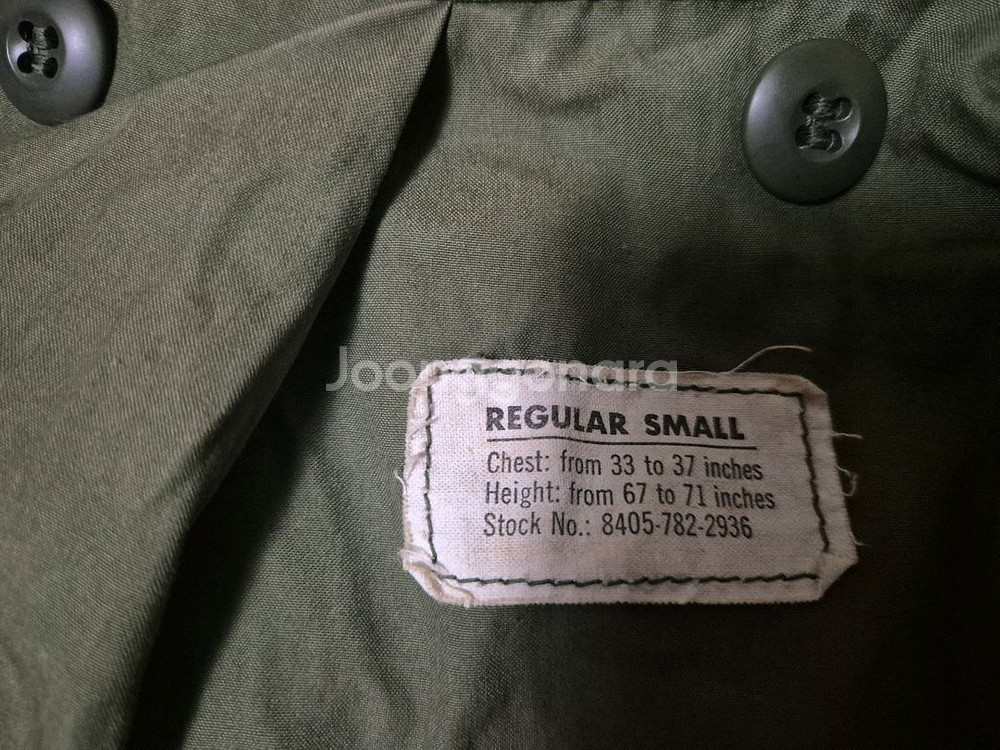 Joongonara
REGULAR SMALL
Chest: from 33 to 37 inches
Height: from 67 to 71 inches
Stock No.: 8405-782-2936